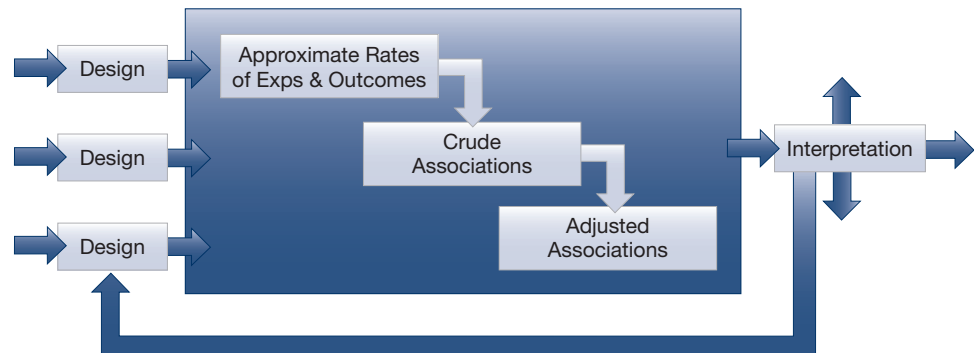 Design
Approximate Rates
of Exps & Outcomes
Design
Crude
Associations
Interpretation
Design
Adjusted
Associations